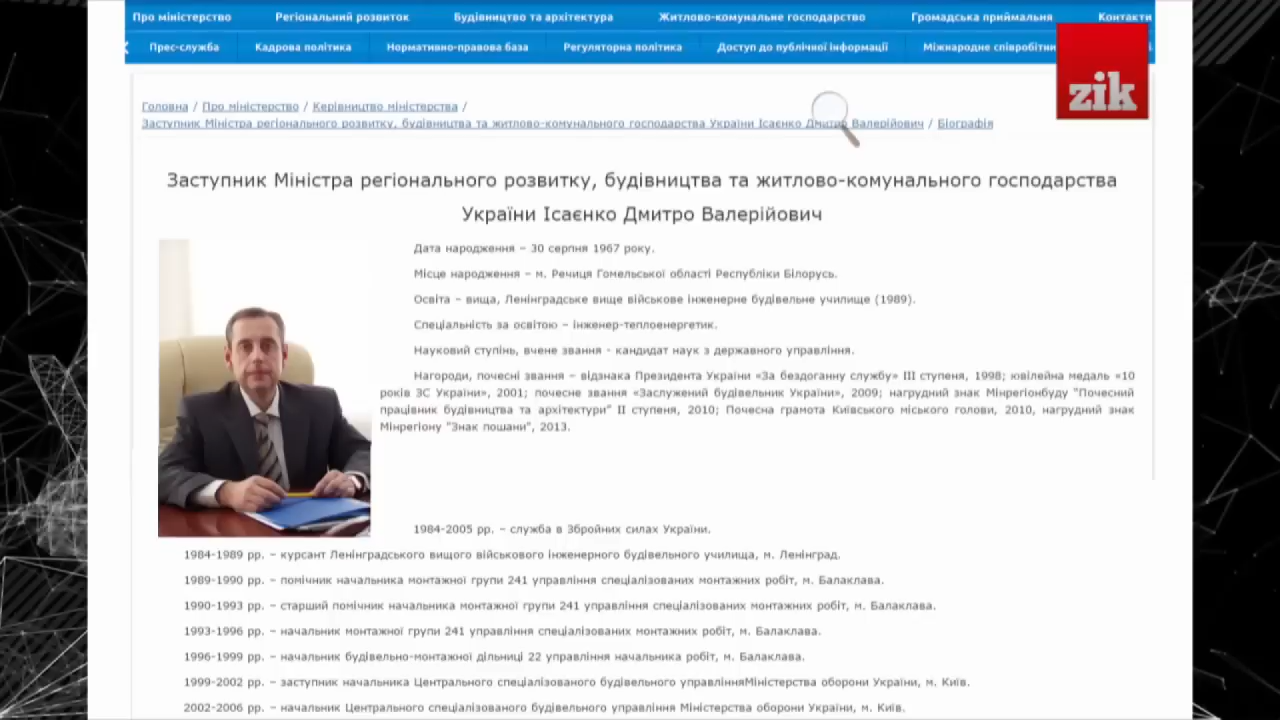 Про міністерство Регіональний розвиток Будівництво та архітектура Житлово-комунальне господарство Громадська приймальня Контакти
Прес-служба Кадрова політика Нормативно-правова база Регуляторна політика Доступ до публічної інформації Міжнародне
zik
Головна / Про міністерство / Керівництво міністерства /
Заступник Міністра регіонального розвитку, будівництва та житлово-комунального господарства України Ісаєнко Дмитро Валерійович / Біографія
Заступник Міністра регіонального розвитку, будівництва та житлово-комунального господарства
України Ісаєнко Дмитро Валерійович
Дата народження – 30 серпня 1967 року.
Місце народження – м. Речиця Гомельської області Республіки Білорусь.
Освіта – вища, Ленінградське вище військове інженерне будівельне училище (1989).
Спеціальність за освітою – інженер-теплоенергетик.
Науковий ступінь, вчене звання - кандидат наук з державного управління.
Нагороди, почесні звання – відзнака Президента України «За бездоганну службу» III ступеня, 1998; ювілейна медаль «10
років ЗС України», 2001; почесне звання «Заслужений будівельник України», 2009; нагрудний знак Мінрегіонбуду "Почесний
працівник будівництва та архітектури" II ступеня, 2010; Почесна грамота Київського міського голови, 2010, нагрудний знак
Мінрегіону "Знак пошани", 2013.
1984-2005 рр. – служба в Збройних силах України.
1984-1989 рр. – курсант Ленінградського вищого військового інженерного будівельного училища, м. Ленінград.
1989-1990 рр. – помічник начальника монтажної групи 241 управління спеціалізованих монтажних робіт, м. Балаклава.
1990-1993 рр. – старший помічник начальника монтажної групи 241 управління спеціалізованих монтажних робіт, м. Балаклава.
1993-1996 рр. – начальник монтажної групи 241 управління спеціалізованих монтажних робіт, м. Балаклава.
1996-1999 рр. – начальник будівельно-монтажної дільниці 22 управління начальника робіт, м. Балаклава.
1999-2002 рр. – заступник начальника Центрального спеціалізованого будівельного управлінняМіністерства оборони України, м. Київ.
2002-2006 рр. – начальник Центрального спеціалізованого будівельного управління Міністерства оборони України, м. Київ.